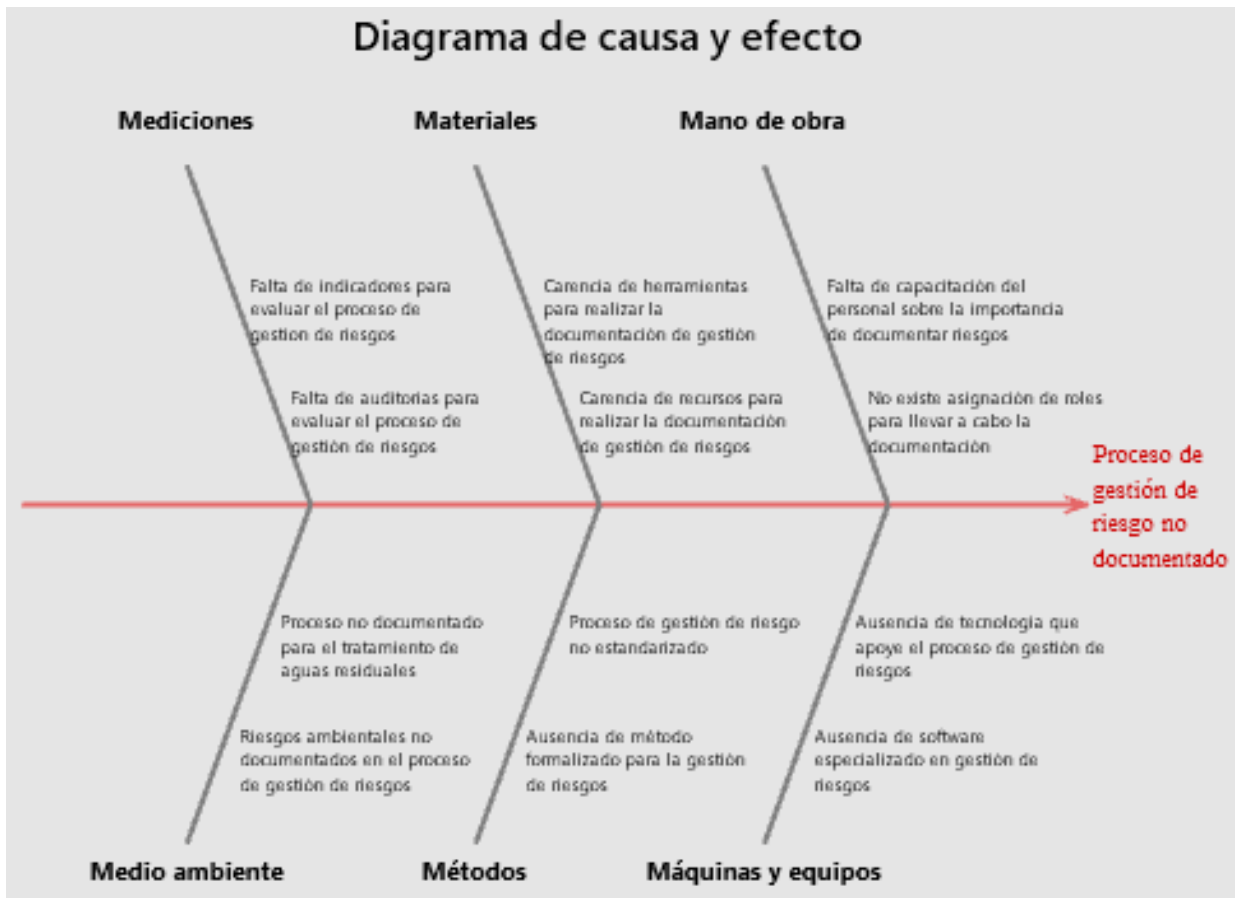 Diagrama de causa y efecto
Mediciones
Materiales
Mano de obra
Falta de indicadores para
evaluar el proceso de
gestion de riesgos
Falta de auditorias para
evaluar el proceso de
gestión de riesgos
Carencia de herramientas
para realizar la
documentación de gestión
de riesgos
Carencia de recursos para
realizar la documentación
de gestión de riesgos
Falta de capacitación del
personal sobre la importancia
de documentar riesgos
No existe asignación de roles
para llevar a cabo la
documentación
Proceso de
gestión de
riesgo no
documentado
Proceso no documentado
para el tratamiento de
aguas residuales
Riesgos ambientales no
documentados en el proceso
de gestión de riesgos
Proceso de gestión de riesgo
no estandarizado
Ausencia de método
formalizado para la gestión
de riesgos
Ausencia de tecnología que
apoye el proceso de gestión de
riesgos
Ausencia de software
especializado en gestión de
riesgos
Medio ambiente
Métodos
Máquinas y equipos